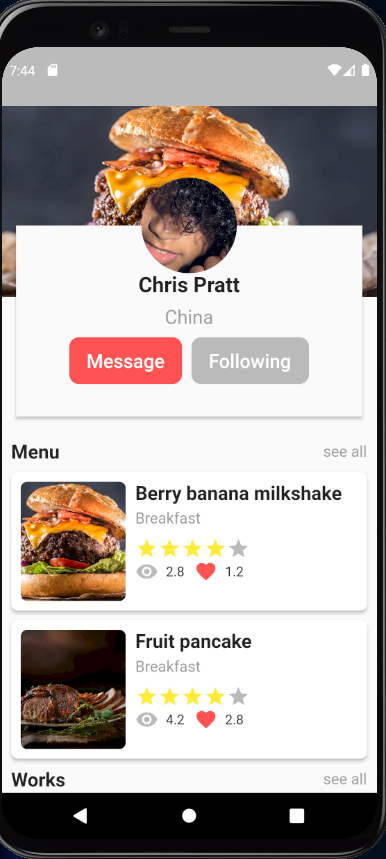 7:44
Chris Pratt
China
Message Following
Menu see all
Berry banana milkshake
Breakfast
2.8 1.2
Fruit pancake
Breakfast
4.2 2.8
Works see all